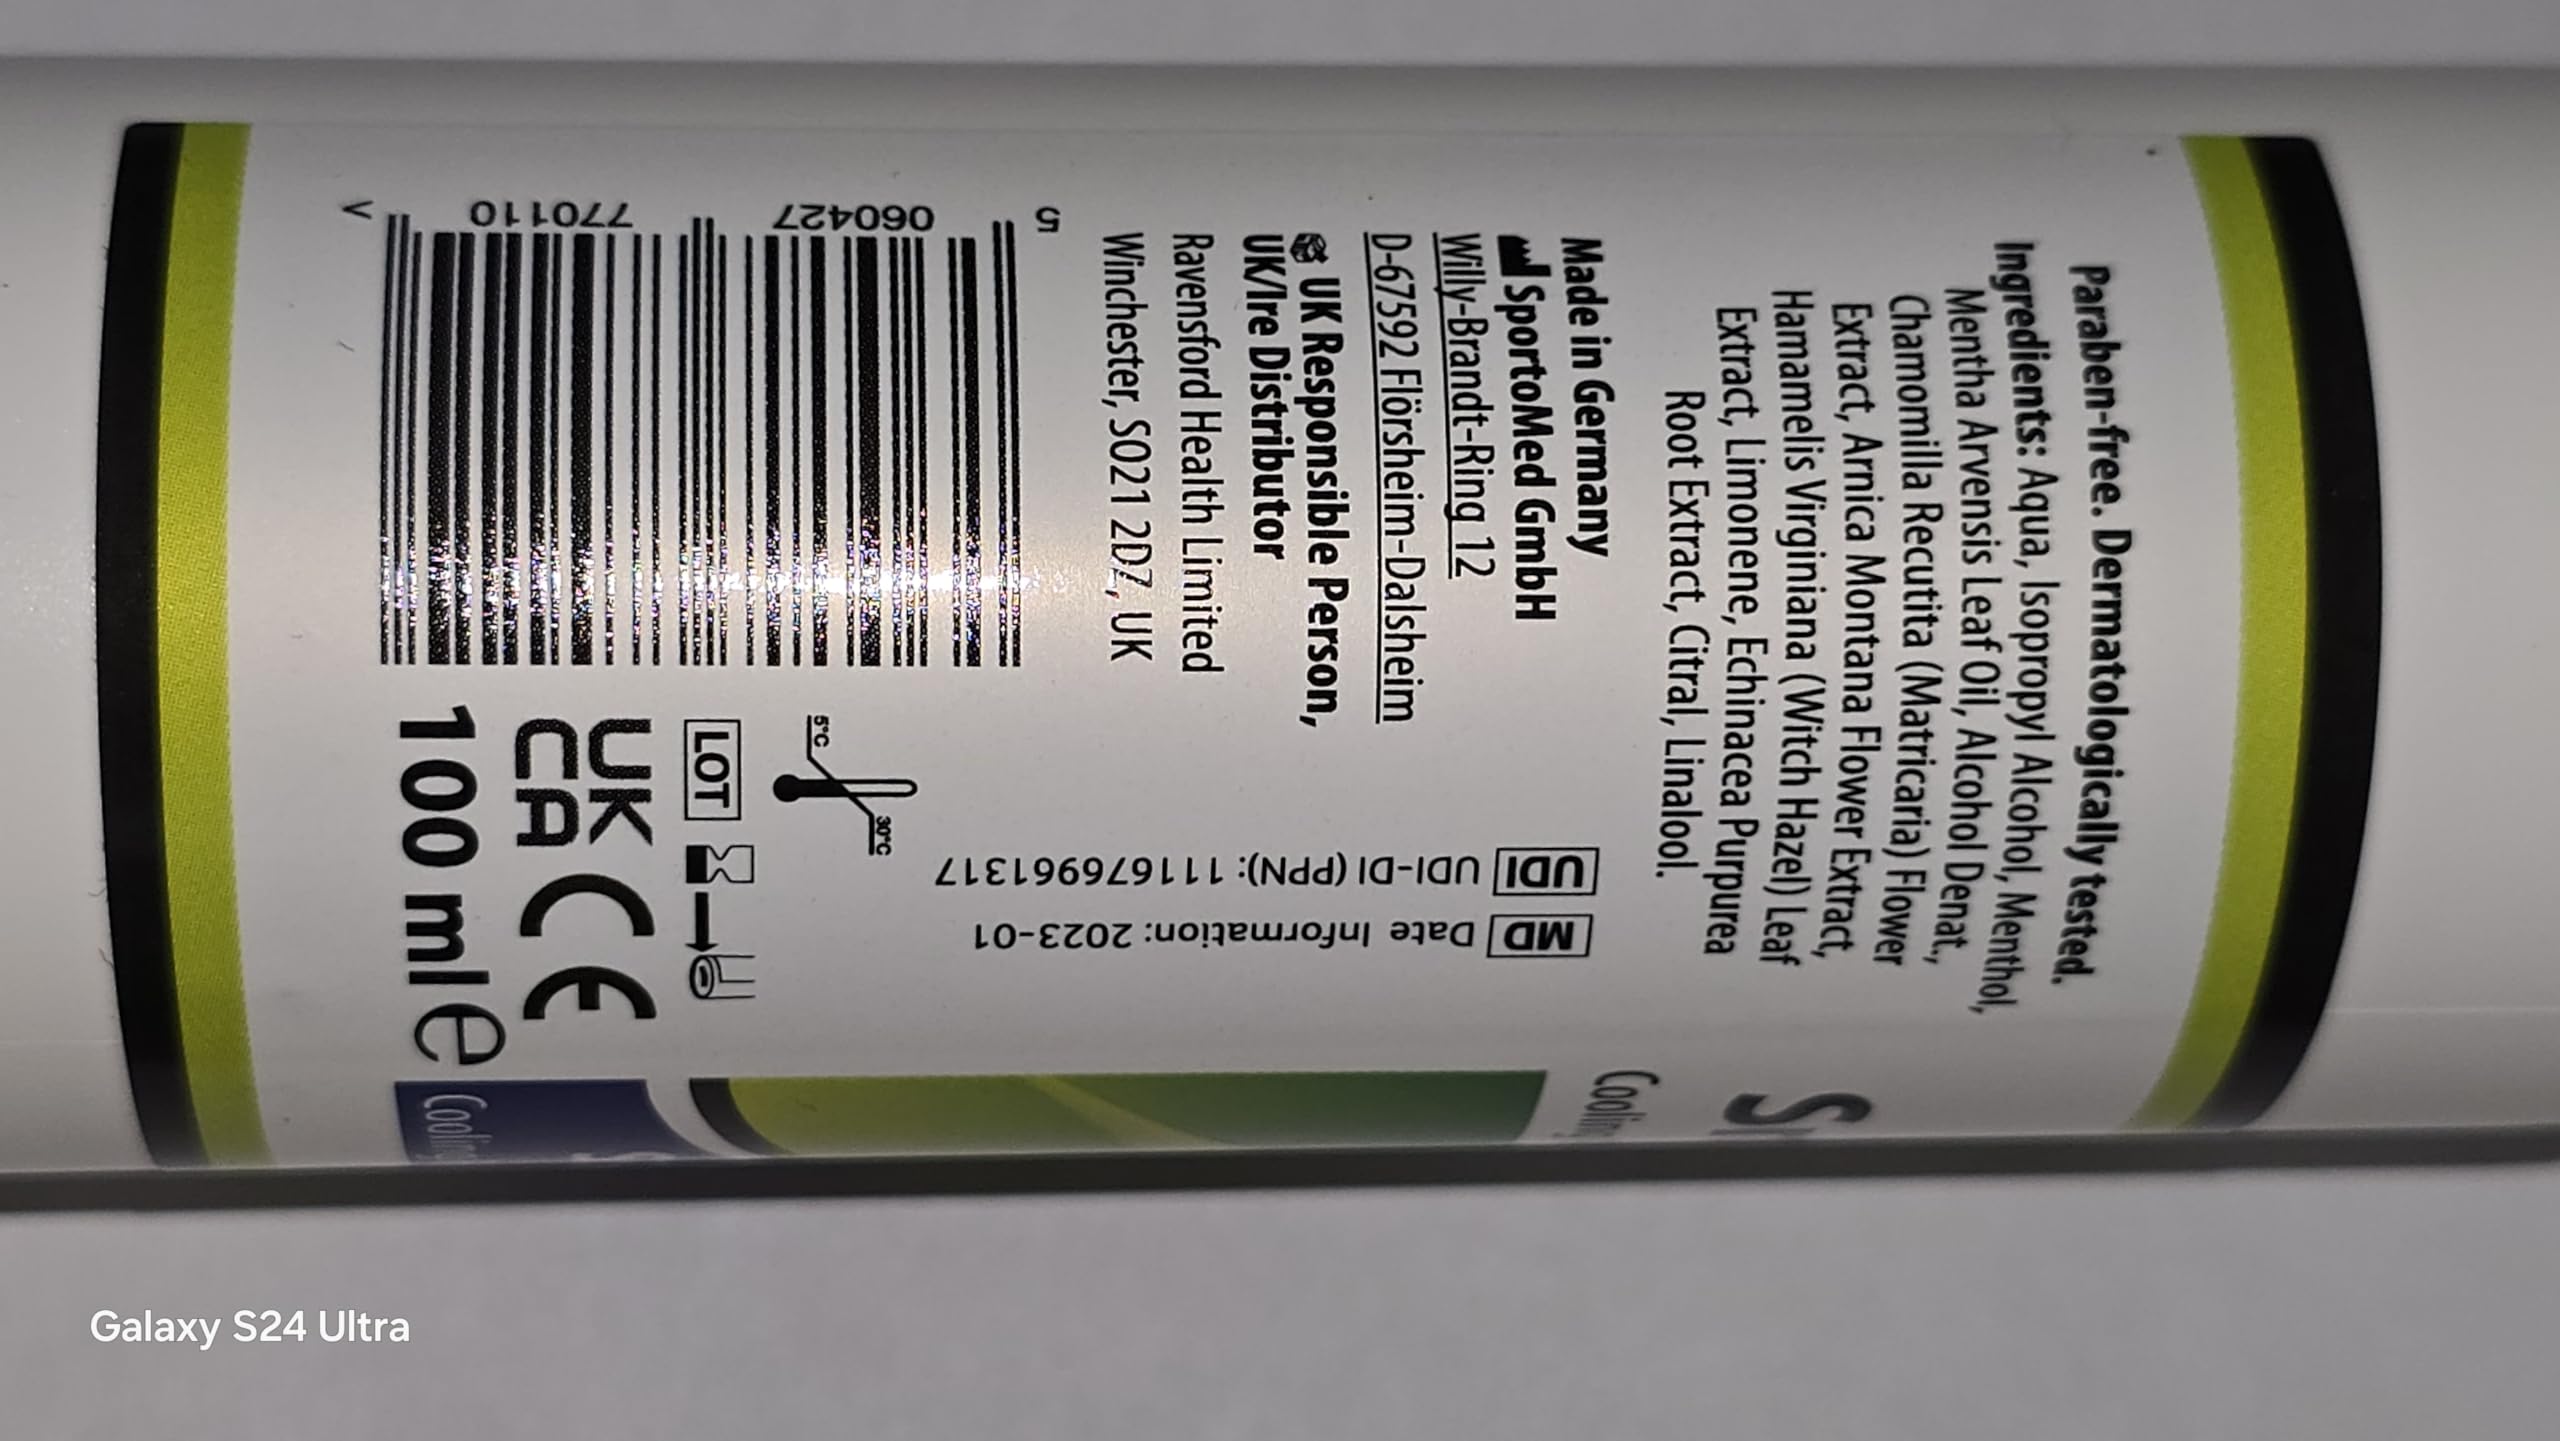 Paraben-free. Dermatologically tested.
Ingredients: Aqua, Isopropyl Alcohol, Menthol,
Mentha Arvensis Leaf Oil, Alcohol Denat.,
Chamomilla Recutita (Matricaria) Flower
Extract, Arnica Montana Flower Extract,
Hamamelis Virginiana (Witch Hazel) Leaf
Extract, Limonene, Echinacea Purpurea
Root Extract, Citral, Linalool.
Made in Germany
SportoMed GmbH
Willy-Brandt-Ring 12
D-67592 Flörsheim-Dalsheim
UK Responsible Person,
UK/Ire Distributor
Ravensford Health Limited
Winchester, SO21 2DZ, UK
MD Date Information: 2023-01
UDI UDI-DI (PPN): 111676961317
5 060427 770110 >
5°C 30°C
LOT
UK
CA CE
100 ml e
Cooling
Galaxy S24 Ultra